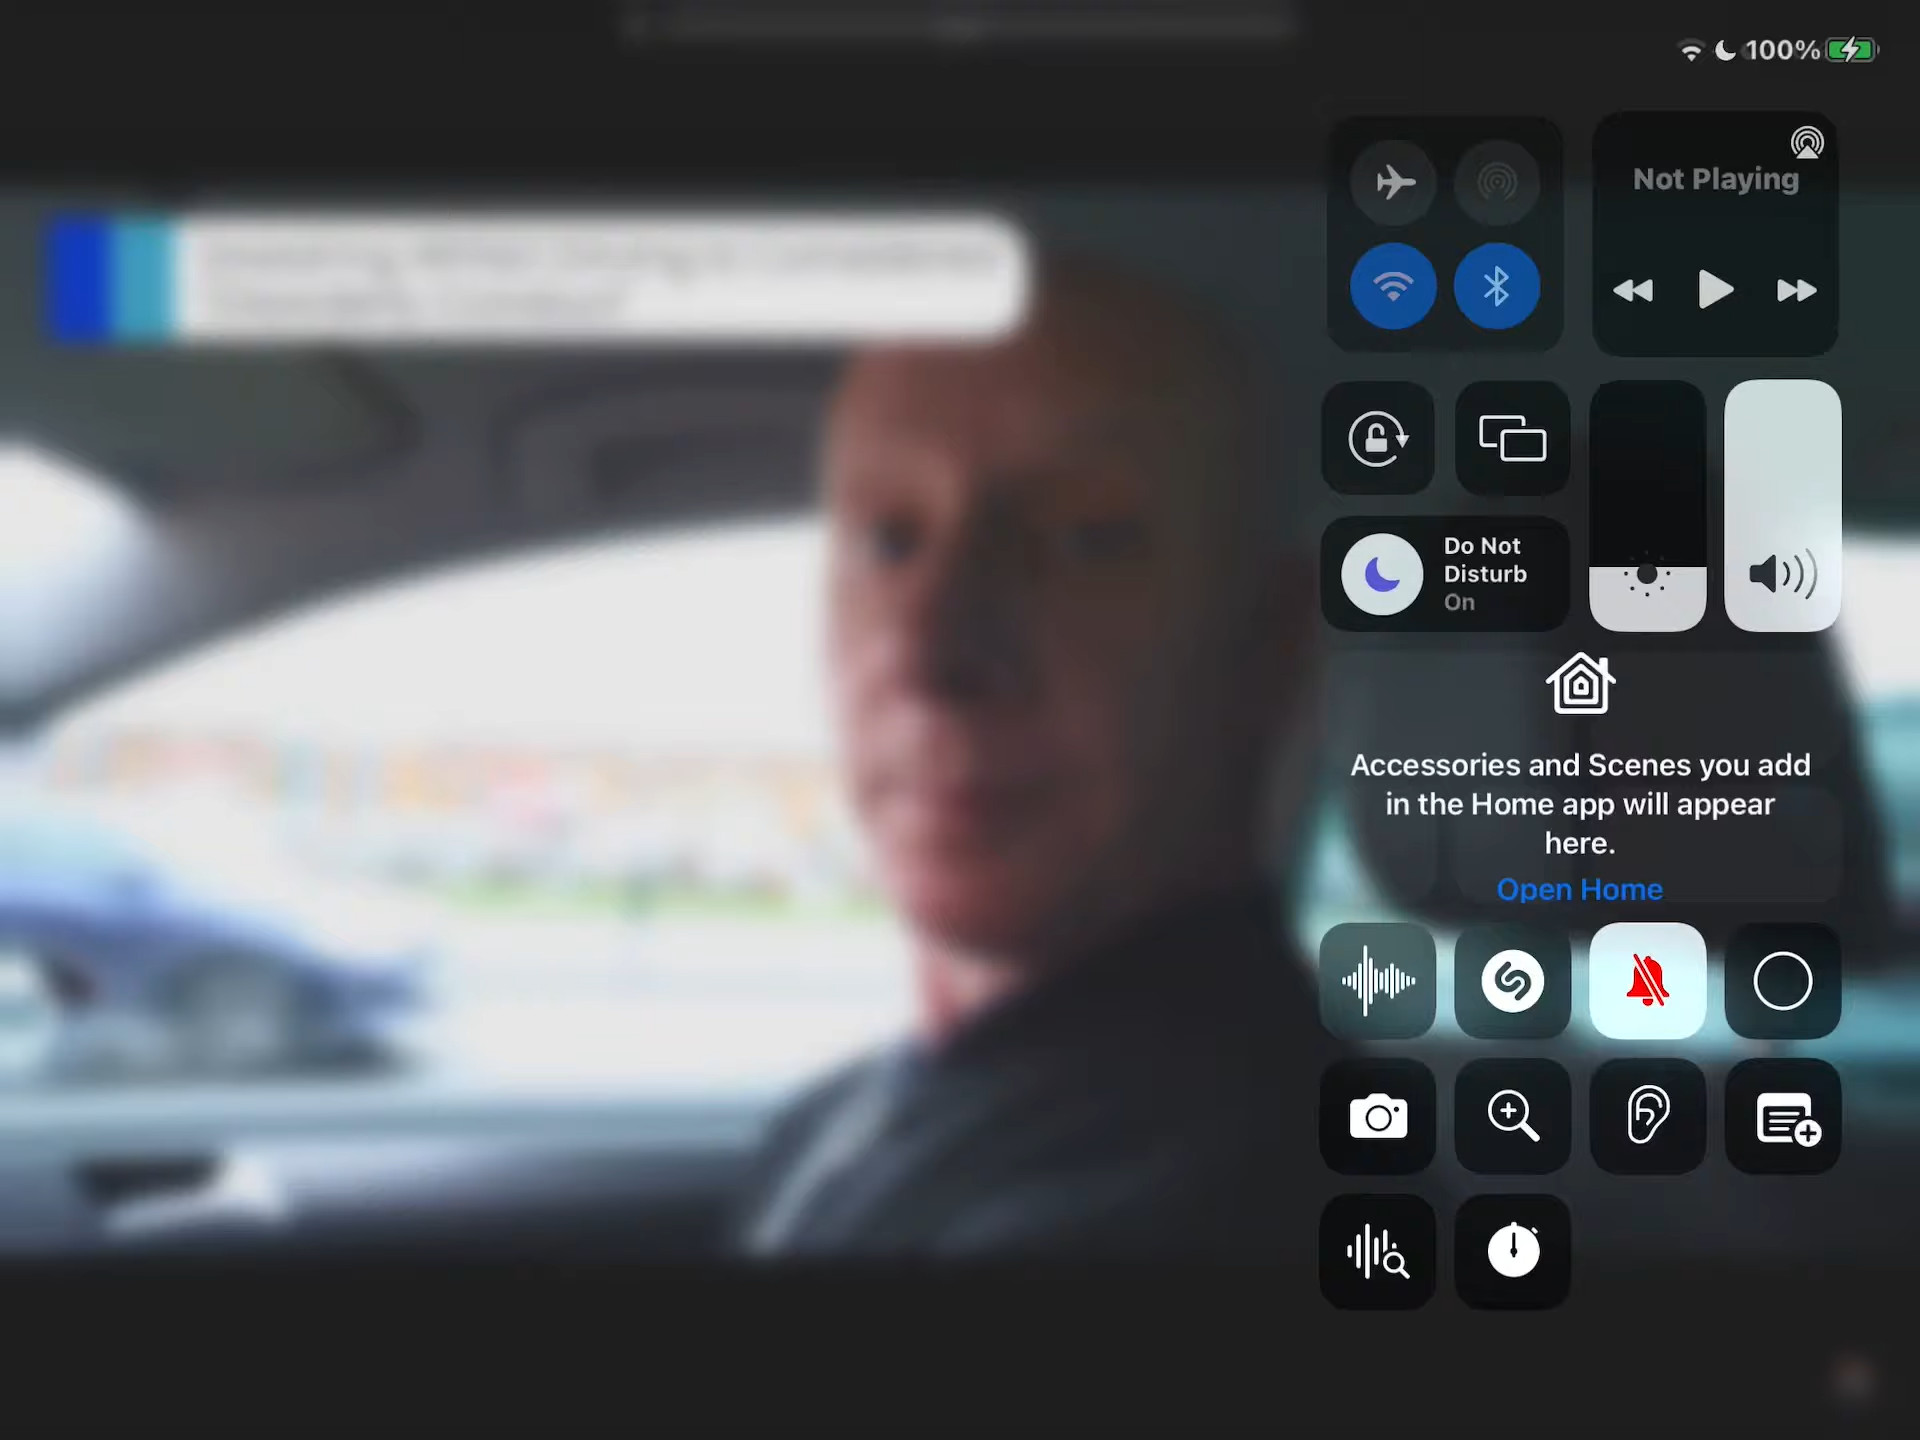 100%
Not Playing
Do Not
Disturb
On
Accessories and Scenes you add
in the Home app will appear
here.
Open Home